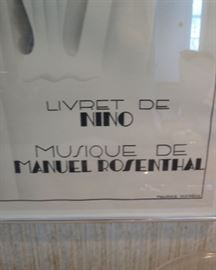 LIVRET DE
NINO
MUSIQUE DE
MANUEL ROSENTHAL